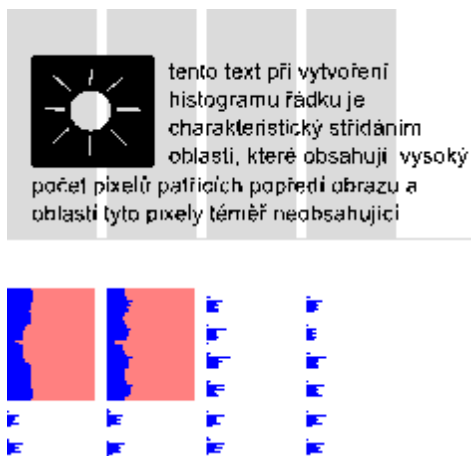 tento text při vytvoření
histogramu řádku je
charakteristický střídáním
oblastí, které obsahují vysoký
počet pixelů patřících popředí obrazu a
oblastí tyto pixely téměř neobsahující